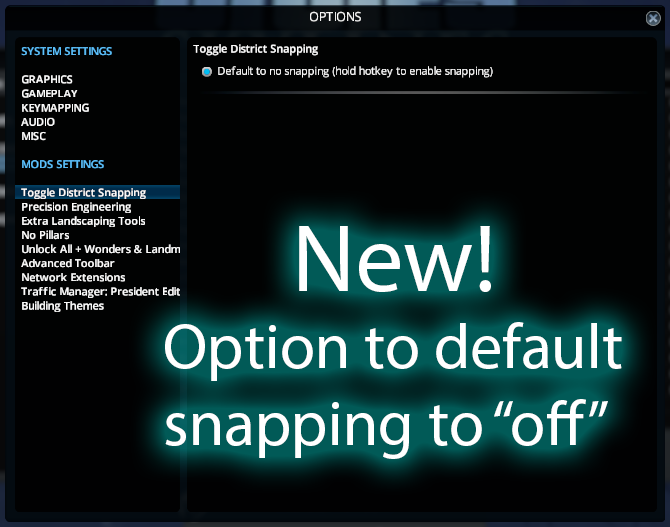 OPTIONS
SYSTEM SETTINGS
GRAPHICS
GAMEPLAY
KEYMAPPING
AUDIO
MISC
MODS SETTINGS
Toggle District Snapping
Precision Engineering
Extra Landscaping Tools
No Pillars
Unlock All + Wonders & Landm
Advanced Toolbar
Network Extensions
Traffic Manager: President Edit
Building Themes
Toggle District Snapping
Default to no snapping (hold hotkey to enable snapping)
New!
Option to default
snapping to “off”